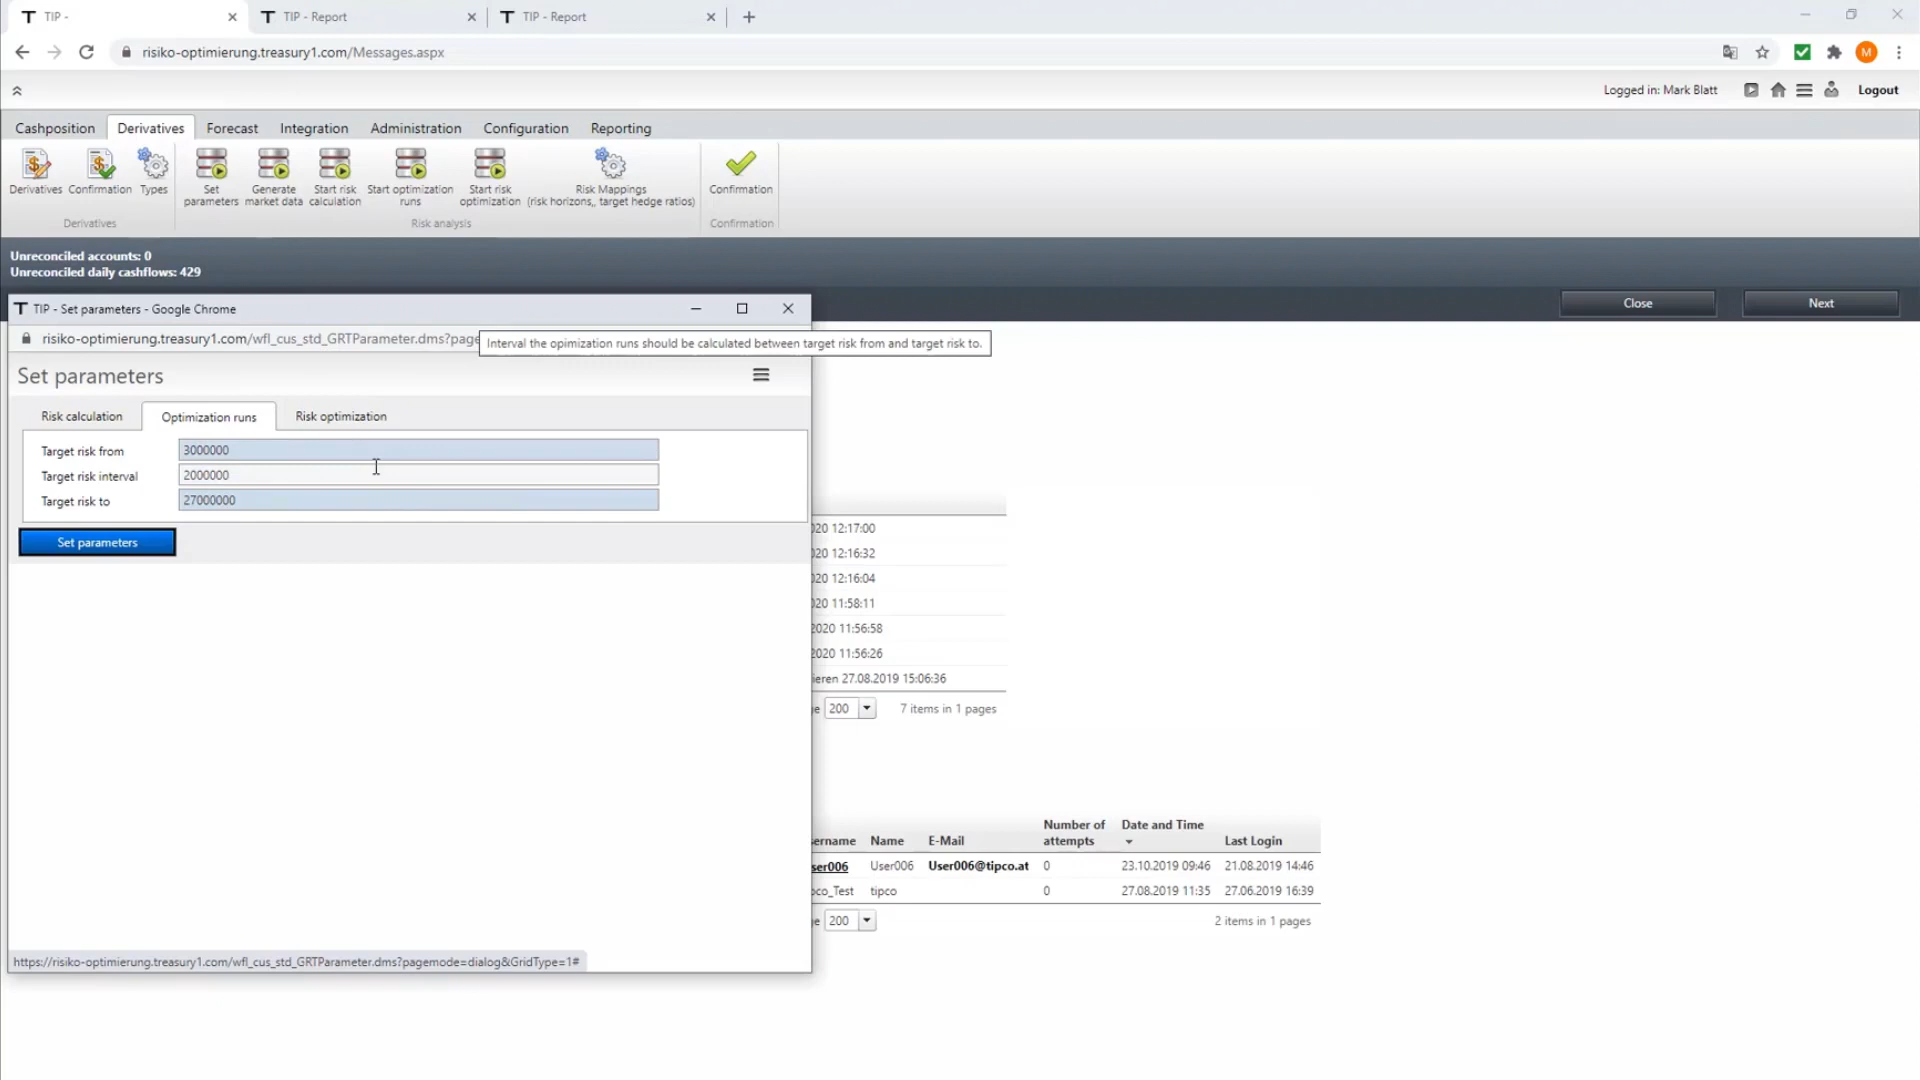 TIP -
TIP - Report
TIP - Report
risiko-optimierung.treasury1.com/Messages.aspx
M
Logged in: Mark Blatt
Logout
Cashposition
Derivatives
Forecast
Integration
Administration
Configuration
Reporting
Derivatives
Confirmation
Types
Set parameters
Generate market data
Start risk calculation
Start optimization runs
Start risk optimization
Risk Mappings (risk horizons,, target hedge ratios)
Confirmation
Derivatives
Risk analysis
Confirmation
Unreconciled accounts: 0
Unreconciled daily cashflows: 429
Close
Next
TIP - Set parameters - Google Chrome
risiko-optimierung.treasury1.com/wfl_cus_std_GRTParameter.dms?page
Interval the opimization runs should be calculated between target risk from and target risk to.
Set parameters
Risk calculation
Optimization runs
Risk optimization
Target risk from 3000000
Target risk interval 2000000
Target risk to 27000000
Set parameters
020 12:17:00
020 12:16:32
020 12:16:04
020 11:58:11
2020 11:56:58
2020 11:56:26
ieren 27.08.2019 15:06:36
200 7 items in 1 pages
ername Name E-Mail Number of attempts Date and Time Last Login
ser006 User006 User006@tipco.at 0 23.10.2019 09:46 21.08.2019 14:46
pco_Test tipco 0 27.08.2019 11:35 27.06.2019 16:39
200 2 items in 1 pages
https://risiko-optimierung.treasury1.com/wfl_cus_std_GRTParameter.dms?pagemode=dialog&GridType=1#